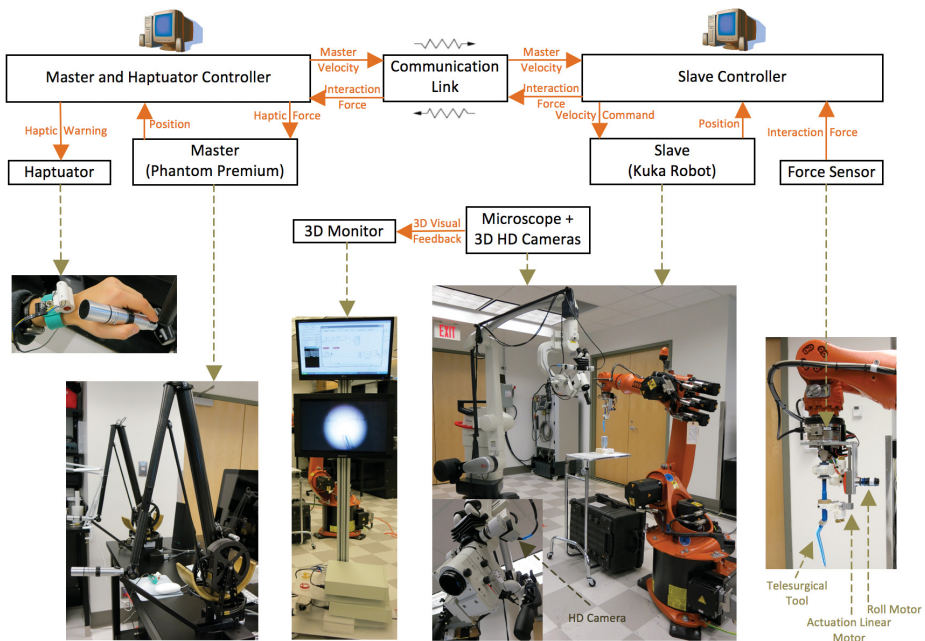 Master and Haptuator Controller
Master
Velocity
Interaction
Force
Communication
Link
Master
Velocity
Interaction
Force
Slave Controller
Haptic Warning
Position
Haptic Force
Velocity Command
Position
Interaction Force
Haptuator
Master
(Phantom Premium)
Slave
(Kuka Robot)
Force Sensor
3D Monitor
3D Visual
Feedback
Microscope +
3D HD Cameras
EXIT
HD Camera
Telesurgical
Tool
Roll Motor
Actuation Linear
Motor